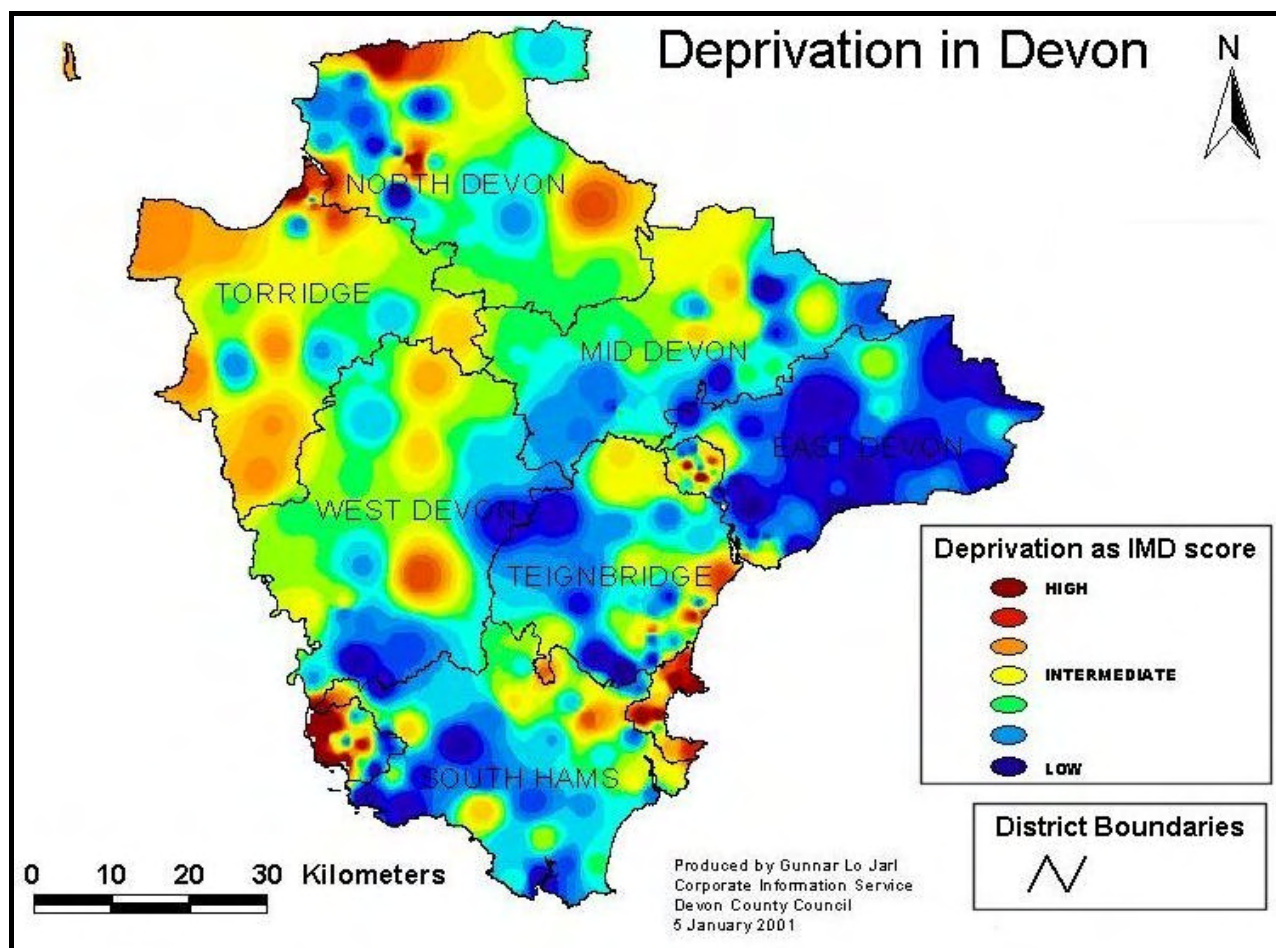 Deprivation in Devon
N
NORTH DEVON
TORRIDGE
MID DEVON
EAST DEVON
WEST DEVON
TEIGNBRIDGE
SOUTH HAMS
Deprivation as IMD score
HIGH
INTERMEDIATE
LOW
District Boundaries
0 10 20 30 Kilometers
Produced by Gunnar Lo Jarl
Corporate Information Service
Devon County Council
5 January 2001